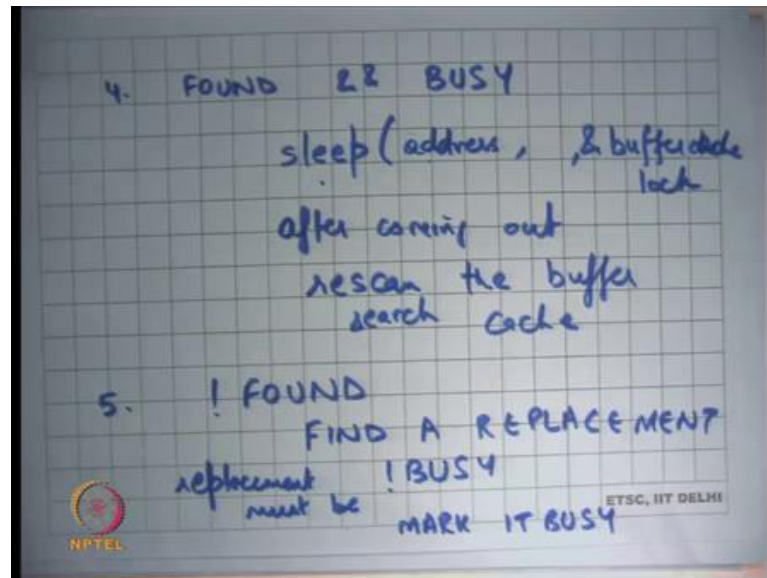 4. FOUND && BUSY
sleep(address, , &buffercache
lock
after coming out
rescan the buffer
search cache
5. ! FOUND
FIND A REPLACEMENT
replacement !BUSY
must be
MARK IT BUSY
ETSC, IIT DELHI
NPTEL